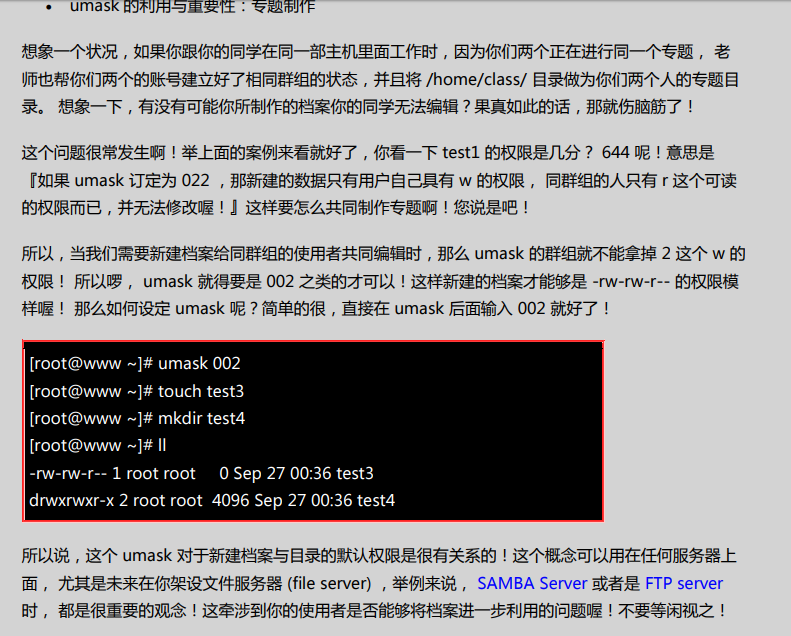 • umask 的利用与重要性：专题制作
想象一个状况，如果你跟你的同学在同一部主机里面工作时，因为你们两个正在进行同一个专题， 老
师也帮你们两个的账号建立好了相同群组的状态，并且将 /home/class/ 目录做为你们两个人的专题目
录。 想象一下，有没有可能你所制作的档案你的同学无法编辑？果真如此的话，那就伤脑筋了！
这个问题很常发生啊！举上面的案例来看就好了，你看一下 test1 的权限是几分？ 644 呢！意思是
『如果 umask 订定为 022 ，那新建的数据只有用户自己具有 w 的权限， 同群组的人只有 r 这个可读
的权限而已，并无法修改喔！』这样要怎么共同制作专题啊！您说是吧！
所以，当我们需要新建档案给同群组的使用者共同编辑时，那么 umask 的群组就不能拿掉 2 这个 w 的
权限！ 所以啰， umask 就得要是 002 之类的才可以！这样新建的档案才能够是 -rw-rw-r-- 的权限模
样喔！ 那么如何设定 umask 呢？简单的很，直接在 umask 后面输入 002 就好了！
[root@www ~]# umask 002
[root@www ~]# touch test3
[root@www ~]# mkdir test4
[root@www ~]# ll
-rw-rw-r-- 1 root root 0 Sep 27 00:36 test3
drwxrwxr-x 2 root root 4096 Sep 27 00:36 test4
所以说，这个 umask 对于新建档案与目录的默认权限是很有关系的！这个概念可以用在任何服务器上
面， 尤其是未来在你架设文件服务器 (file server) ，举例来说， SAMBA Server 或者是 FTP server
时， 都是很重要的观念！这牵涉到你的使用者是否能够将档案进一步利用的问题喔！不要等闲视之！